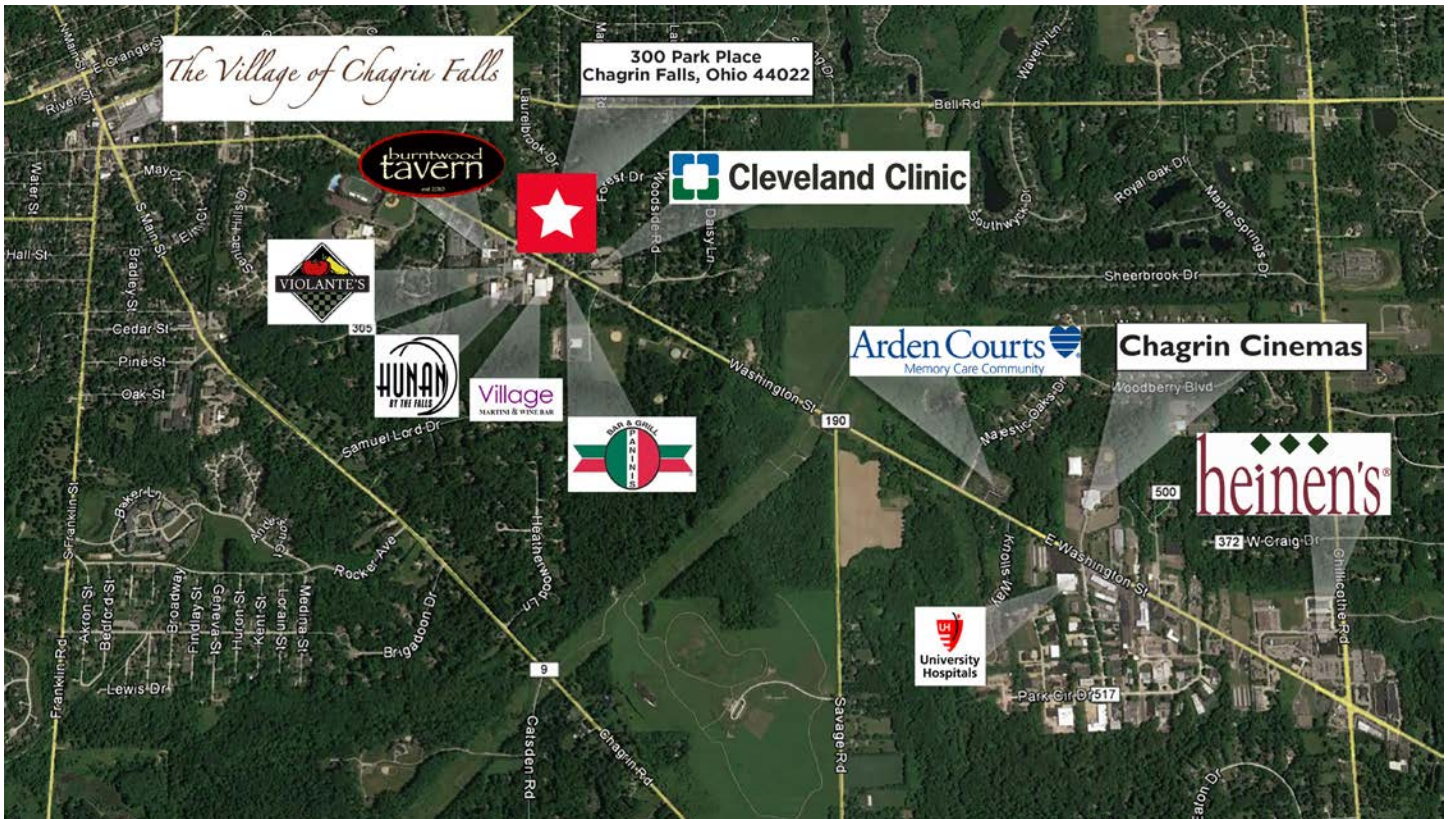 N Main St
E Orange S
River St
The Village of Chagrin Falls
300 Park Place
Chagrin Falls, Ohio 44022
Waverly Ln
Bell Rd
Laurelbrook Dr
burntwood
tavern
Cleveland Clinic
Forest Dr
Woodside Rd
Daisy Ln
Southwyck Dr
Royal Oak Dr
Maple Springs Dr
Sheerbrook Dr
Water St
May Ct
S Main St
Hall St
Bradley St
Cedar St
Pine St
Oak St
VIOLANTE'S
305
HUNAN
BY THE FALLS
Village
MARTINI & WINE BAR
Samuel Lord Dr
BAR & GRILL
PANINIS
Washington St
190
Arden Courts
Memory Care Community
Chagrin Cinemas
Woodberry Blvd
Majestic Oaks Dr
heinen's®
500
372
W Craig Dr
Chillicothe Rd
E Washington St
Knolls Way
UH
University
Hospitals
Park Cir Dr
517
S Franklin St
Baker Ln
Rocker Ave
Heatherwood Ln
Akron St
Bedford St
Broadway
Findlay St
Geneva St
Huron St
Kent St
Lorain St
Medina St
Brigadoon Dr
Lewis Dr
Franklin Rd
9
Catsden Rd
Chagrin Rd
Savage Rd
Eaton Dr